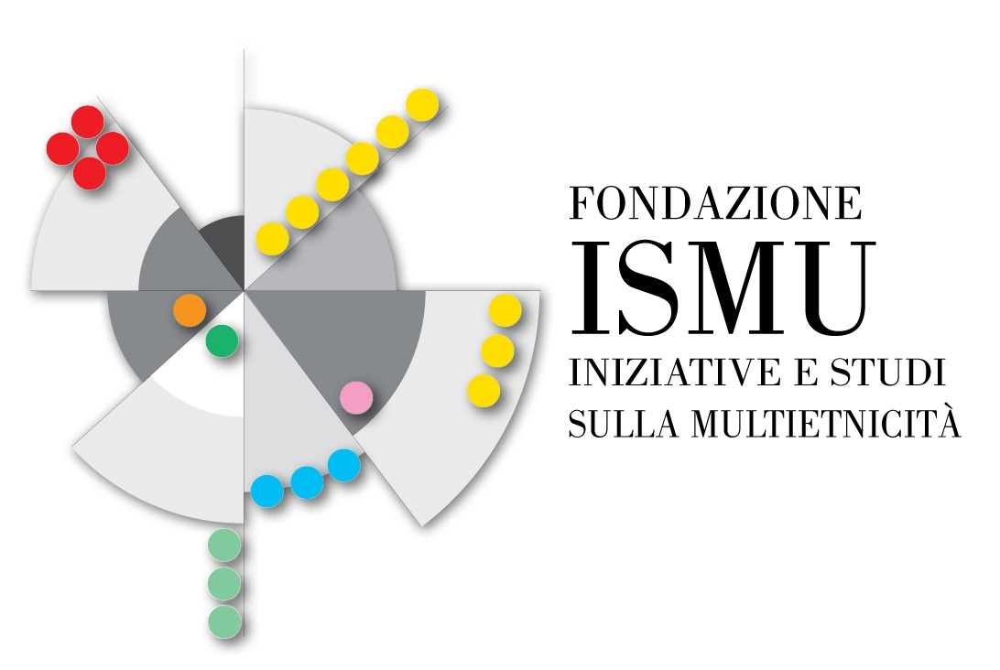 FONDAZIONE
ISMU
INIZIATIVE E STUDI
SULLA MULTIETNICITÀ